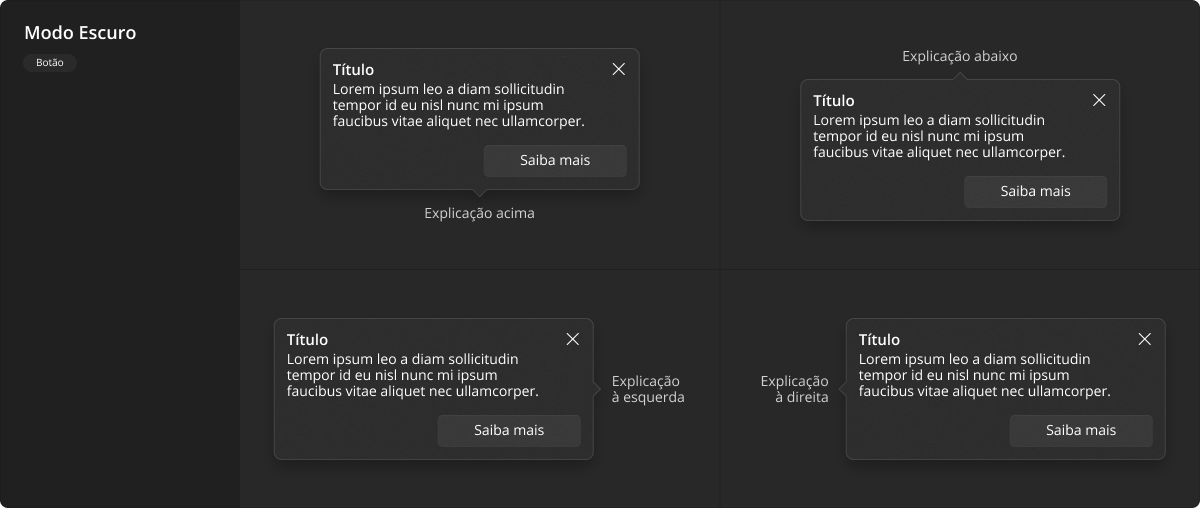 Modo Escuro
Botão
Título
Lorem ipsum leo a diam sollicitudin
tempor id eu nisl nunc mi ipsum
faucibus vitae aliquet nec ullamcorper.
Saiba mais
Explicação acima
Explicação abaixo
Título
Lorem ipsum leo a diam sollicitudin
tempor id eu nisl nunc mi ipsum
faucibus vitae aliquet nec ullamcorper.
Saiba mais
Título
Lorem ipsum leo a diam sollicitudin
tempor id eu nisl nunc mi ipsum
faucibus vitae aliquet nec ullamcorper.
Saiba mais
Explicação
à esquerda
Explicação
à direita
Título
Lorem ipsum leo a diam sollicitudin
tempor id eu nisl nunc mi ipsum
faucibus vitae aliquet nec ullamcorper.
Saiba mais